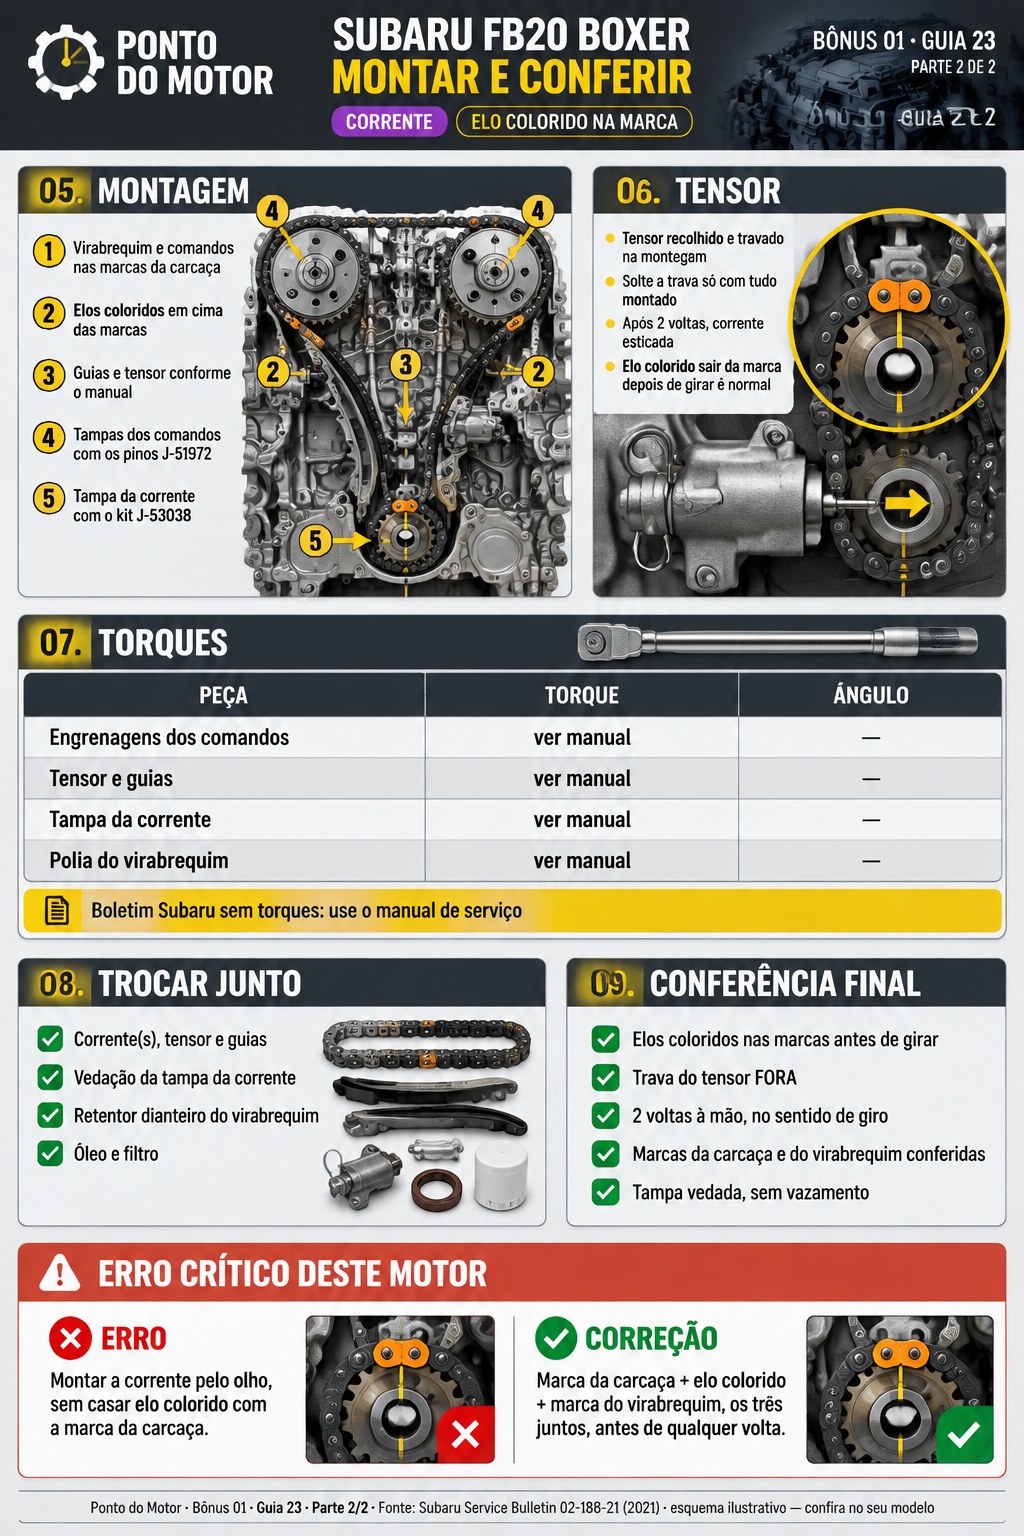 PONTO
DO MOTOR
SUBARU FB20 BOXER
MONTAR E CONFERIR
CORRENTE
ELO COLORIDO NA MARCA
BÔNUS 01 · GUIA 23
PARTE 2 DE 2
05. MONTAGEM
1 Virabrequim e comandos
nas marcas da carcaça
2 Elos coloridos em cima
das marcas
3 Guias e tensor conforme
o manual
4 Tampas dos comandos
com os pinos J-51972
5 Tampa da corrente
com o kit J-53038
4
4
2
3
2
5
06. TENSOR
Tensor recolhido e travado
na montegam
Solte a trava só com tudo
montado
Após 2 voltas, corrente
esticada
Elo colorido sair da marca
depois de girar é normal
07. TORQUES
PEÇA TORQUE ÁNGULO
Engrenagens dos comandos ver manual —
Tensor e guias ver manual —
Tampa da corrente ver manual —
Polia do virabrequim ver manual —
Boletim Subaru sem torques: use o manual de serviço
08. TROCAR JUNTO
Corrente(s), tensor e guias
Vedação da tampa da corrente
Retentor dianteiro do virabrequim
Óleo e filtro
09. CONFERÊNCIA FINAL
Elos coloridos nas marcas antes de girar
Trava do tensor FORA
2 voltas à mão, no sentido de giro
Marcas da carcaça e do virabrequim conferidas
Tampa vedada, sem vazamento
ERRO CRÍTICO DESTE MOTOR
ERRO
Montar a corrente pelo olho,
sem casar elo colorido com
a marca da carcaça.
CORREÇÃO
Marca da carcaça + elo colorido
+ marca do virabrequim, os três
juntos, antes de qualquer volta.
Ponto do Motor · Bônus 01 · Guia 23 · Parte 2/2 · Fonte: Subaru Service Bulletin 02-188-21 (2021) · esquema ilustrativo — confira no seu modelo